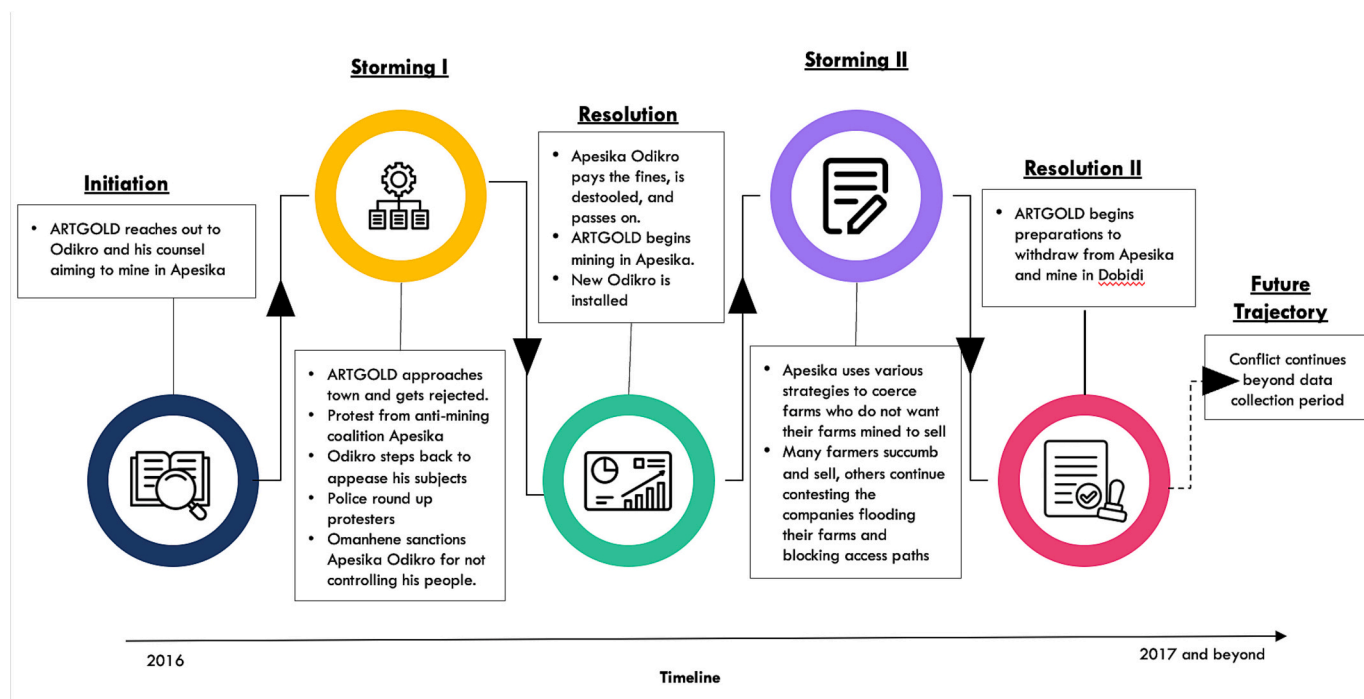 Initiation
• ARTGOLD reaches out to
Odikro and his counsel
aiming to mine in Apesika
Storming I
• ARTGOLD approaches
town and gets rejected.
• Protest from anti-mining
coalition Apesika
• Odikro steps back to
appease his subjects
• Police round up
protesters
• Omanhene sanctions
Apesika Odikro for not
controlling his people.
Resolution
• Apesika Odikro
pays the fines, is
destooled, and
passes on.
• ARTGOLD begins
mining in Apesika.
• New Odikro is
installed
Storming II
• Apesika uses various
strategies to coerce
farms who do not want
their farms mined to sell
• Many farmers succumb
and sell, others continue
contesting the
companies flooding
their farms and
blocking access paths
Resolution II
• ARTGOLD begins
preparations to
withdraw from Apesika
and mine in Dobidi
Future
Trajectory
Conflict continues
beyond data
collection period
2016
Timeline
2017 and beyond